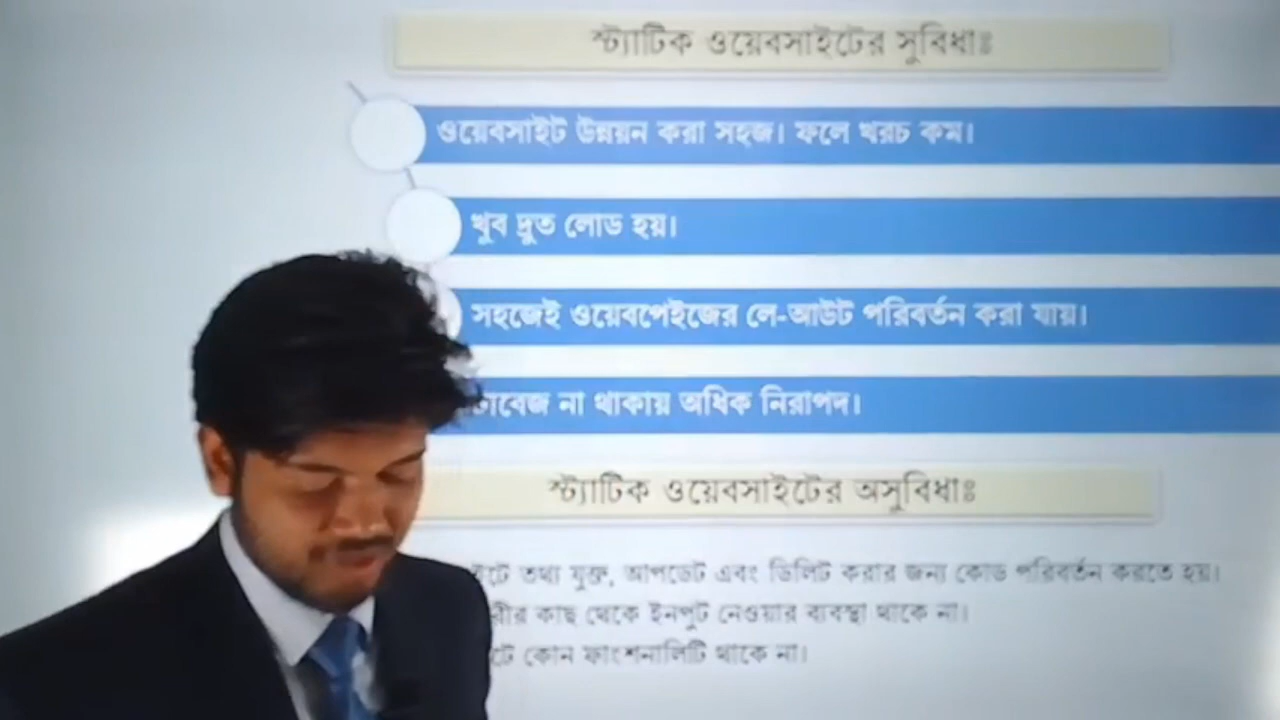 স্ট্যাটিক ওয়েবসাইটের সুবিধাঃ
ওয়েবসাইট উন্নয়ন করা সহজ। ফলে খরচ কম।
খুব দ্রুত লোড হয়।
সহজেই ওয়েবপেইজের লে-আউট পরিবর্তন করা যায়।
না থাকায় অধিক নিরাপদ।
স্ট্যাটিক ওয়েবসাইটের অসুবিধাঃ
তথ্য যুক্ত, আপডেট এবং ডিলিট করার জন্য কোড পরিবর্তন করতে হয়।
কাছ থেকে ইনপুট নেওয়ার ব্যবস্থা থাকে না।
কোন ফাংশনালিটি থাকে না।